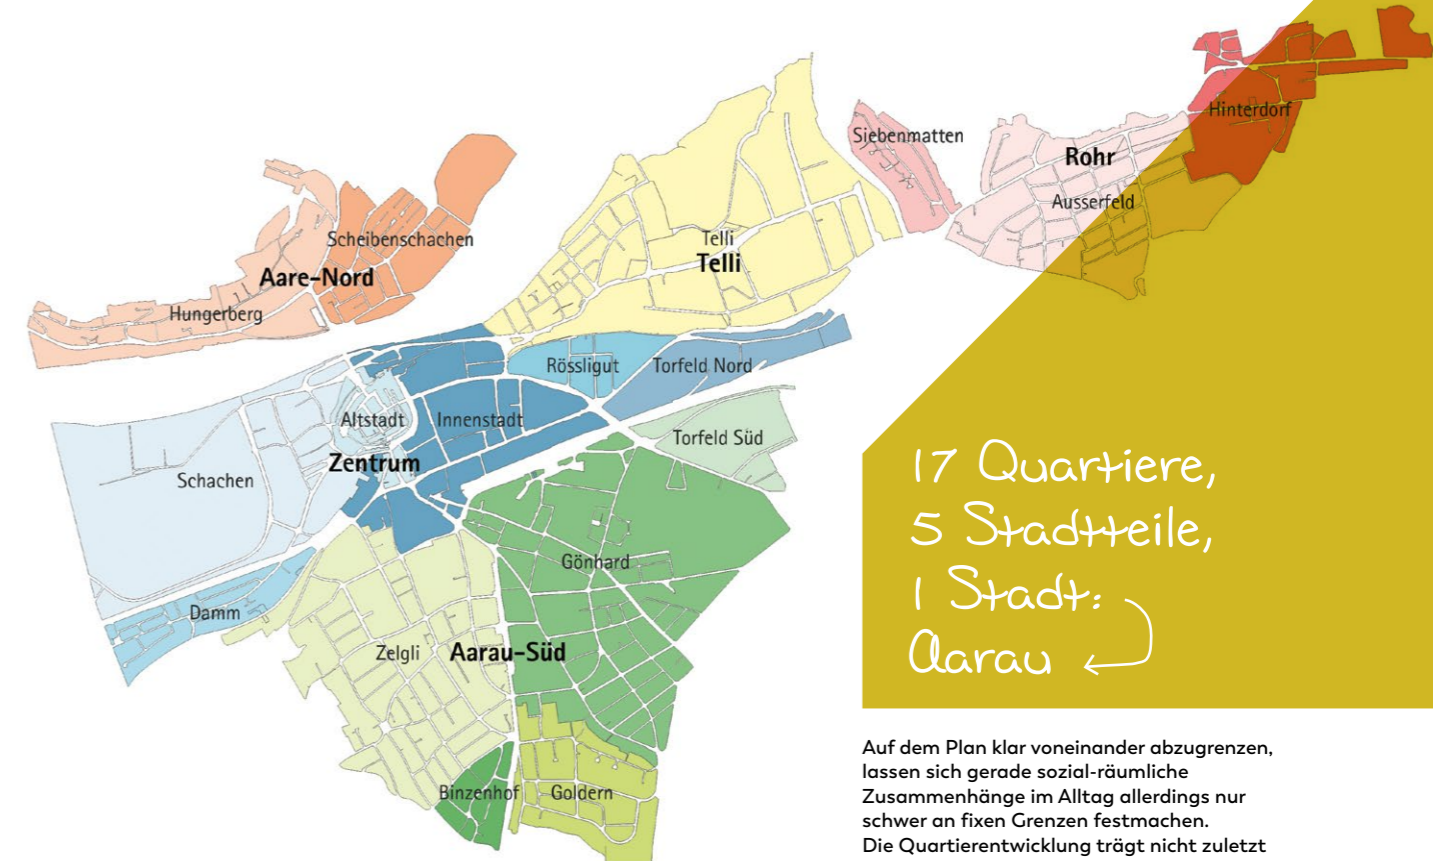 Siebenmatten
Hinterdorf
Rohr
Ausserfeld
Scheibenschachen
Aare-Nord
Hungerberg
Telli
Telli
Rössligut
Torfeld Nord
Altstadt
Innenstadt
Torfeld Süd
Zentrum
Schachen
Gönhard
Damm
Zelgli
Aarau-Süd
Binzenhof
Goldern
17 Quartiere,
5 Stadtteile,
1 Stadt:
Aarau
Auf dem Plan klar voneinander abzugrenzen,
lassen sich gerade sozial-räumliche
Zusammenhänge im Alltag allerdings nur
schwer an fixen Grenzen festmachen.
Die Quartierentwicklung trägt nicht zuletzt